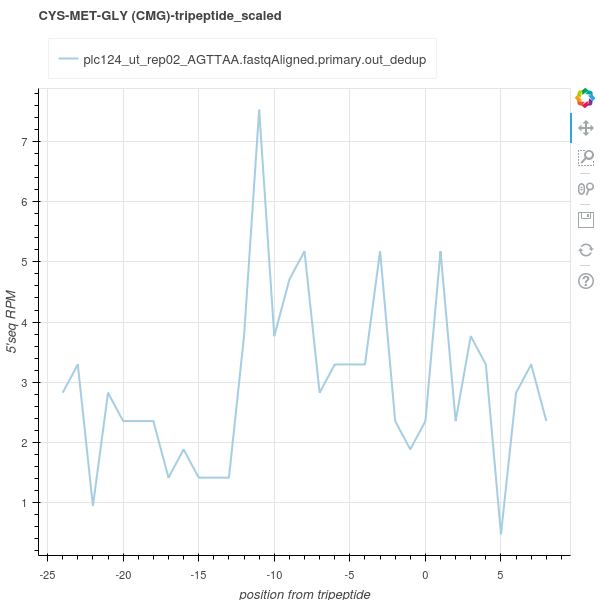 CYS-MET-GLY (CMG)-tripeptide_scaled
plc124_ut_rep02_AGTTAA.fastqAligned.primary.out_dedup
7
6
5
4
3
2
1
5'seq RPM
-25 -20 -15 -10 -5 0 5
position from tripeptide